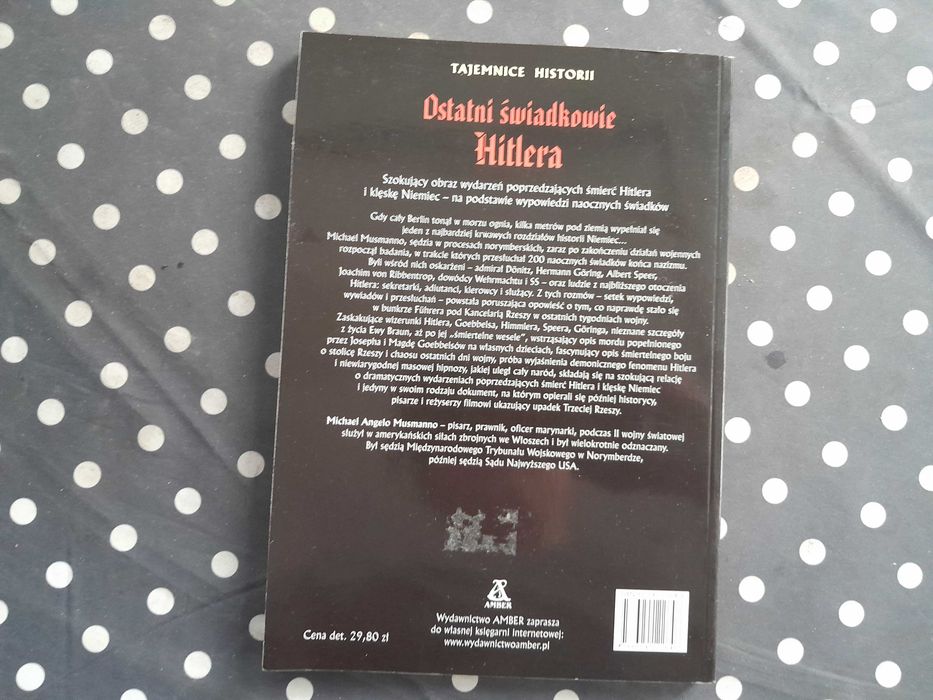 TAJEMNICE HISTORII
Ostatni świadkowie
Hitlera
Szokujący obraz wydarzeń poprzedzających śmierć Hitlera
i klęskę Niemiec – na podstawie wypowiedzi naocznych świadków
Gdy cały Berlin tonął w morzu ognia, kilka metrów pod ziemią wypełniał się
jeden z najbardziej krwawych rozdziałów historii Niemiec...
Michael Musmanno, sędzia w procesach norymberskich, zaraz po zakończeniu działań wojennych
rozpoczął badania, w trakcie których przesłuchał 200 naocznych świadków końca nazizmu.
Byli wśród nich oskarżeni – admirał Dönitz, Hermann Göring, Albert Speer,
Joachim von Ribbentrop, dowódcy Wehrmachtu i SS – oraz ludzie z najbliższego otoczenia
Hitlera: sekretarki, adiutanci, kierowcy i służący. Z tych rozmów – setek wypowiedzi,
wywiadów i przesłuchań – powstała poruszająca opowieść o tym, co naprawdę stało się
w bunkrze Führera pod Kancelarią Rzeszy w ostatnich tygodniach wojny.
Zaskakujące wizerunki Hitlera, Goebbelsa, Himmlera, Speera, Göringa, nieznane szczegóły
z życia Ewy Braun, aż po jej „śmiertelne wesele”, wstrząsający opis mordu popełnionego
przez Josepha i Magdę Goebbelsów na własnych dzieciach, fascynujący opis śmiertelnego boju
o stolicę Rzeszy i chaosu ostatnich dni wojny, próba wyjaśnienia demonicznego fenomenu Hitlera
i niewiarygodnej masowej hipnozy, jakiej uległ cały naród, składają się na szokującą relację
o dramatycznych wydarzeniach poprzedzających śmierć Hitlera i klęskę Niemiec
i jedyny w swoim rodzaju dokument, na którym opierali się później historycy,
pisarze i reżyserzy filmowi ukazujący upadek Trzeciej Rzeszy.
Michael Angelo Musmanno – pisarz, prawnik, oficer marynarki, podczas II wojny światowej
służył w amerykańskich siłach zbrojnych we Włoszech i był wielokrotnie odznaczany.
Był sędzią Międzynarodowego Trybunału Wojskowego w Norymberdze,
później sędzią Sądu Najwyższego USA.
AMBER
Wydawnictwo AMBER zaprasza
do własnej księgarni internetowej:
www.wydawnictwoamber.pl
Cena det. 29,80 zł